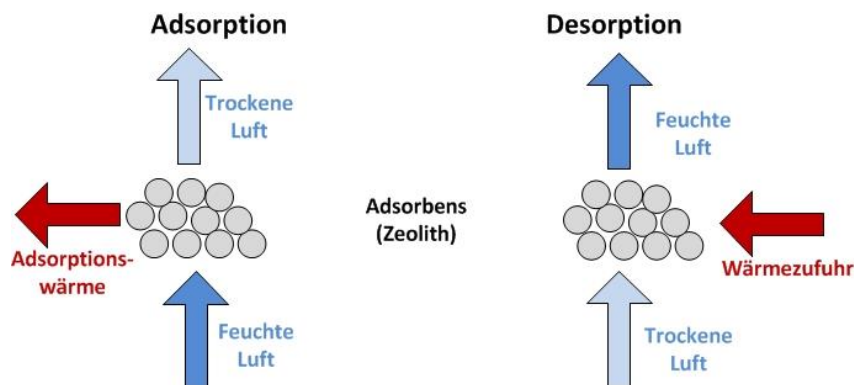 Adsorption
Trockene
Luft
Adsorptions-
wärme
Feuchte
Luft
Adsorbens
(Zeolith)
Desorption
Feuchte
Luft
Wärmezufuhr
Trockene
Luft